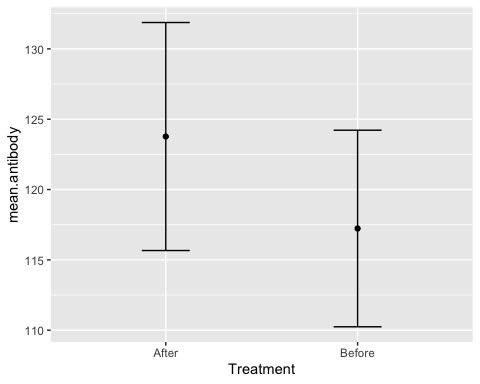 mean.antibody
130
125
120
115
110
After
Before
Treatment